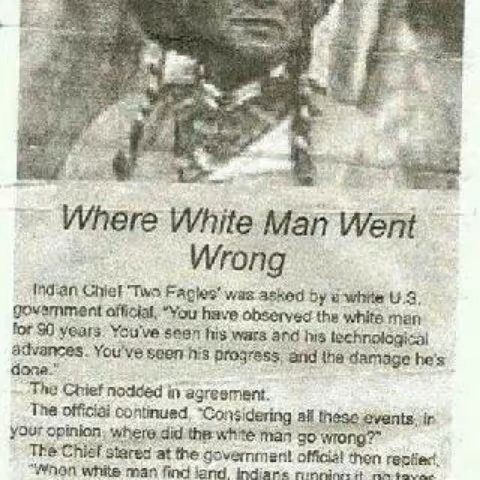 Where White Man Went
Wrong
Indian Chief 'Two Eagles' was asked by a white U.S.
government official, "You have observed the white man
for 90 years. You've seen his wars and his technological
advances. You've seen his progress, and the damage he's
done."
The Chief nodded in agreement.
The official continued, "Considering all these events, in
your opinion, where did the white man go wrong?"
The Chief stared at the government official then replied,
"When white man find land, Indians running it, no taxes,